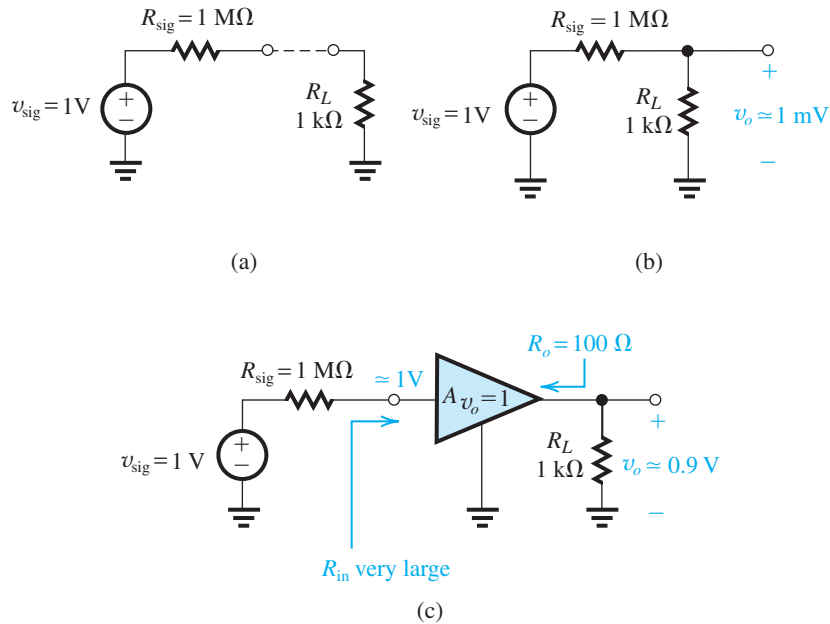 R_sig = 1 MΩ
v_sig = 1V
+
−
R_L
1 kΩ
(a)
R_sig = 1 MΩ
v_sig = 1V
+
−
R_L
1 kΩ
+
v_o ≃ 1 mV
−
(b)
R_sig = 1 MΩ
≃ 1V
v_sig = 1 V
+
−
A_v_o = 1
R_o = 100 Ω
R_L
1 kΩ
+
v_o ≃ 0.9 V
−
R_in very large
(c)